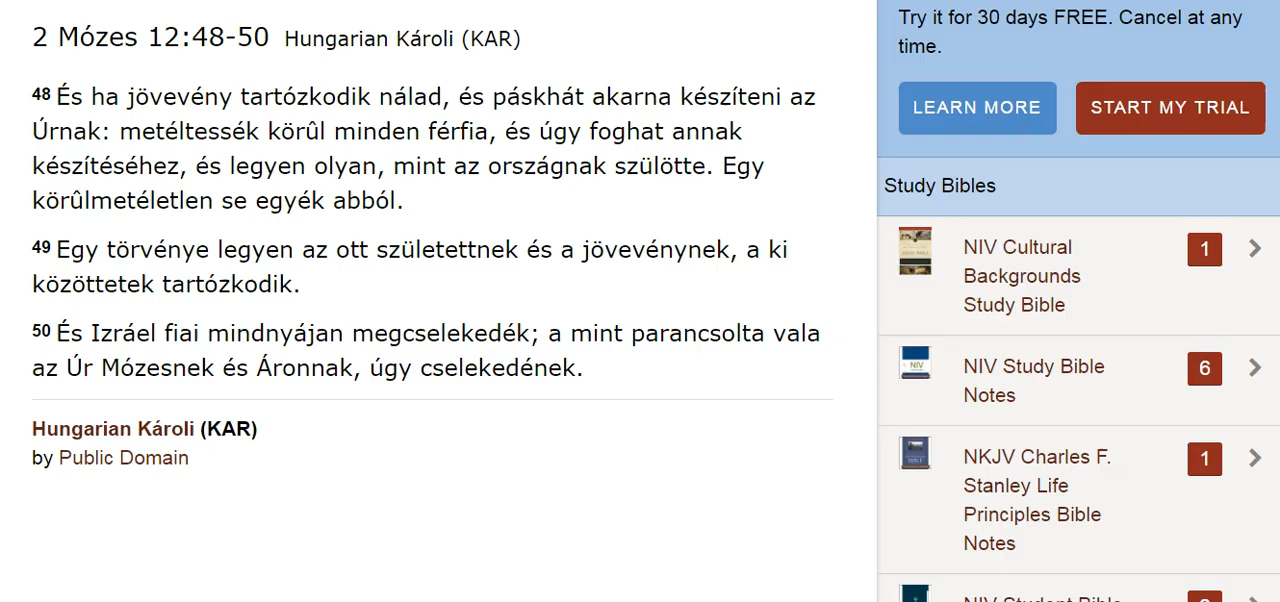 2 Mózes 12:48-50 Hungarian Károli (KAR)
48 És ha jövevény tartózkodik nálad, és páskhát akarna készíteni az
Úrnak: metéltessék körûl minden férfia, és úgy foghat annak
készítéséhez, és legyen olyan, mint az országnak szülötte. Egy
körûlmetéletlen se egyék abból.
49 Egy törvénye legyen az ott születettnek és a jövevénynek, a ki
közöttetek tartózkodik.
50 És Izráel fiai mindnyájan megcselekedék; a mint parancsolta vala
az Úr Mózesnek és Áronnak, úgy cselekedének.
Hungarian Károli (KAR)
by Public Domain
Try it for 30 days FREE. Cancel at any
time.
LEARN MORE START MY TRIAL
Study Bibles
NIV Cultural 1
Backgrounds
Study Bible
NIV Study Bible 6
Notes
NKJV Charles F. 1
Stanley Life
Principles Bible
Notes
NIV Student Bible